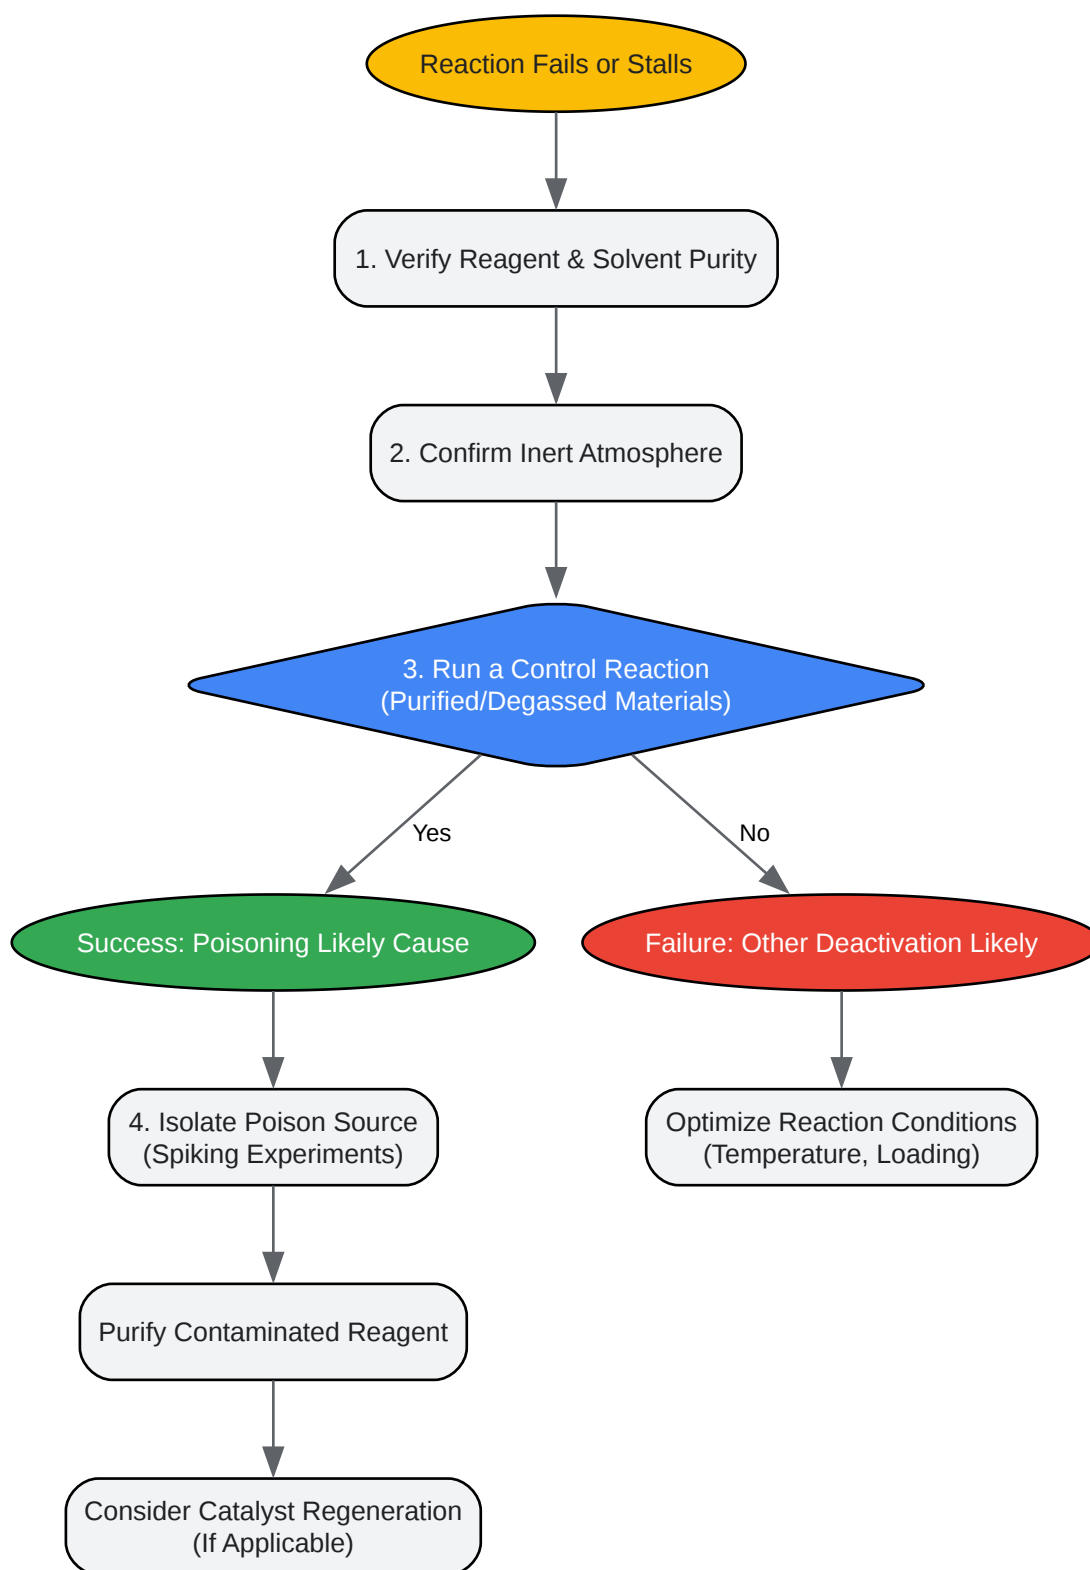 Reaction Fails or Stalls
1. Verify Reagent & Solvent Purity
2. Confirm Inert Atmosphere
3. Run a Control Reaction
(Purified/Degassed Materials)
Yes
No
Success: Poisoning Likely Cause
Failure: Other Deactivation Likely
4. Isolate Poison Source
(Spiking Experiments)
Optimize Reaction Conditions
(Temperature, Loading)
Purify Contaminated Reagent
Consider Catalyst Regeneration
(If Applicable)